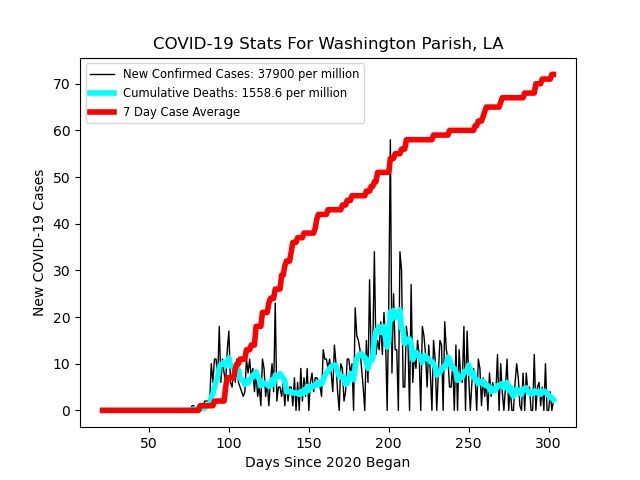 COVID-19 Stats For Washington Parish, LA
New Confirmed Cases: 37900 per million
Cumulative Deaths: 1558.6 per million
7 Day Case Average
New COVID-19 Cases
70
60
50
40
30
20
10
0
50 100 150 200 250 300
Days Since 2020 Began